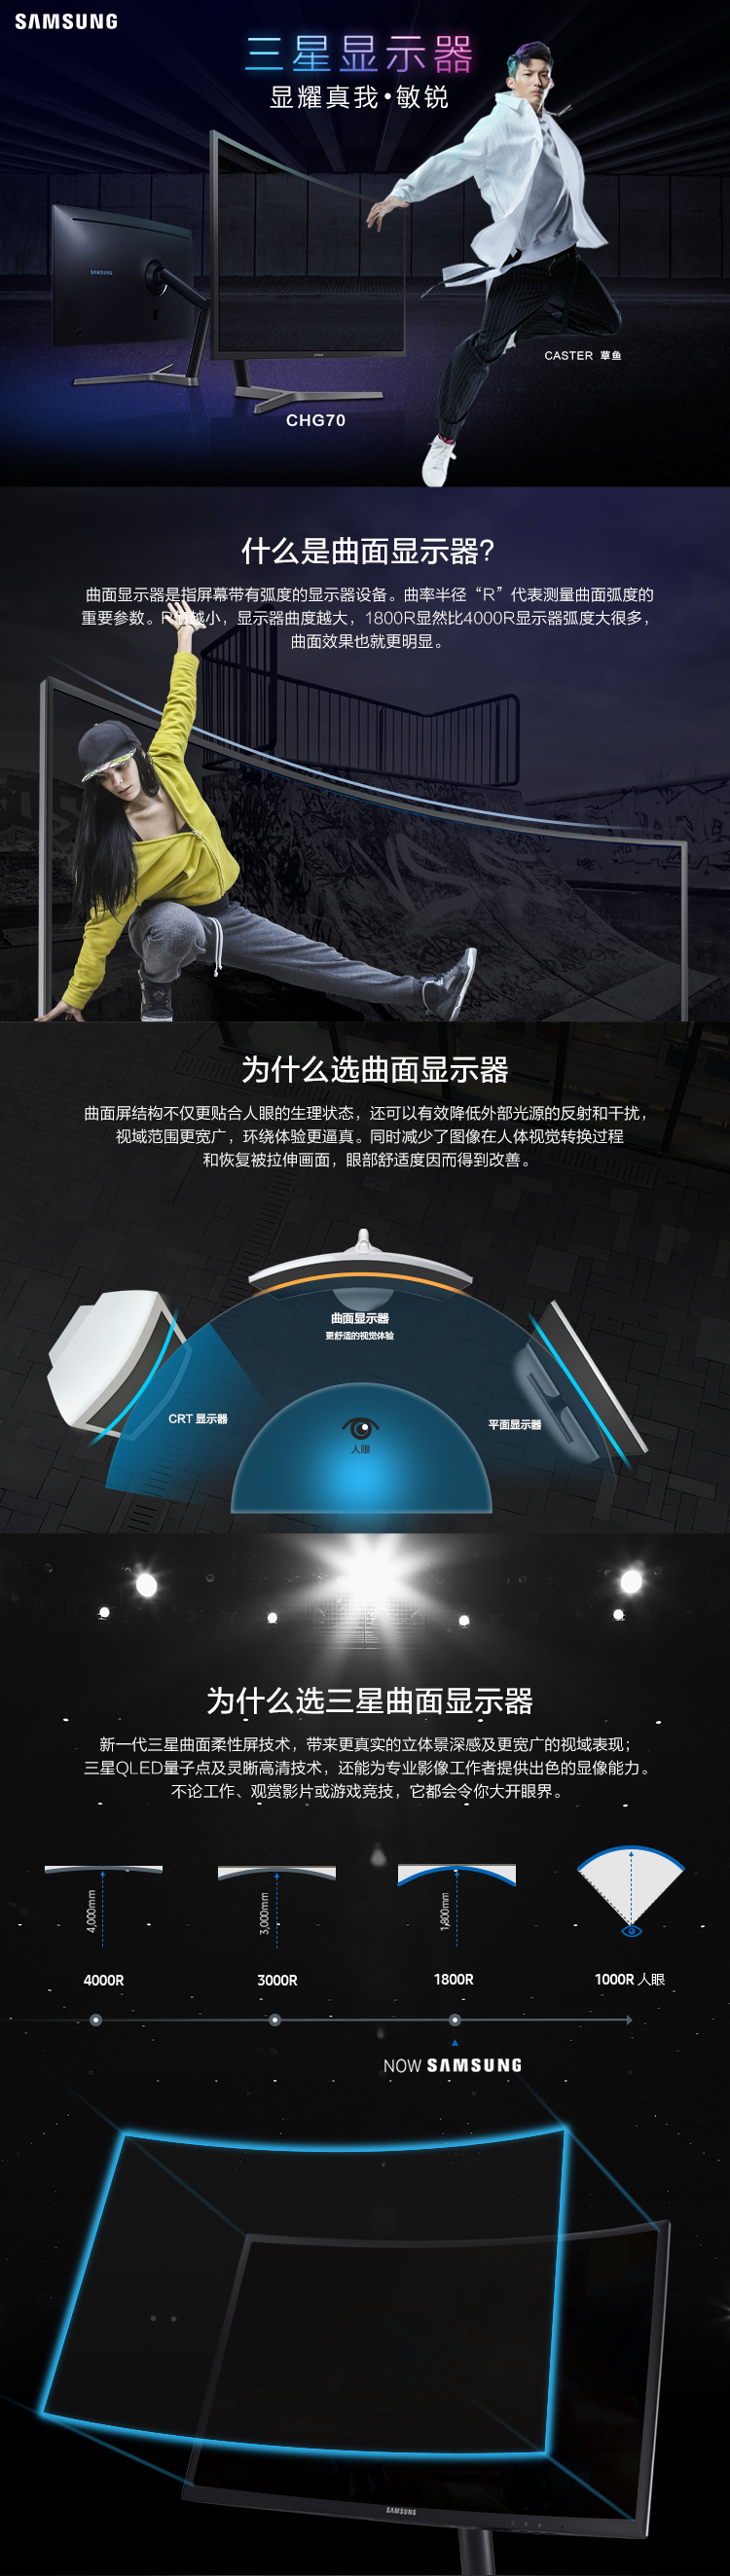 SAMSUNG
三星显示器
显耀真我•敏锐
SAMSUNG
CASTER 草鱼
CHG70
什么是曲面显示器?
曲面显示器是指屏幕带有弧度的显示器设备。曲率半径“R”代表测量曲面弧度的
重要参数。R值越小，显示器曲度越大，1800R显然比4000R显示器弧度大很多，
曲面效果也就更明显。
为什么选曲面显示器
曲面屏结构不仅更贴合人眼的生理状态，还可以有效降低外部光源的反射和干扰，
视域范围更宽广，环绕体验更逼真。同时减少了图像在人体视觉转换过程
和恢复被拉伸画面，眼部舒适度因而得到改善。
曲面显示器
更舒适的视觉体验
CRT 显示器
平面显示器
人眼
为什么选三星曲面显示器
新一代三星曲面柔性屏技术，带来更真实的立体景深感及更宽广的视域表现；
三星QLED量子点及灵晰高清技术，还能为专业影像工作者提供出色的显像能力。
不论工作、观赏影片或游戏竞技，它都会令你大开眼界。
4,000mm
3,000mm
1,800mm
4000R
3000R
1800R
1000R 人眼
NOW SAMSUNG
SAMSUNG